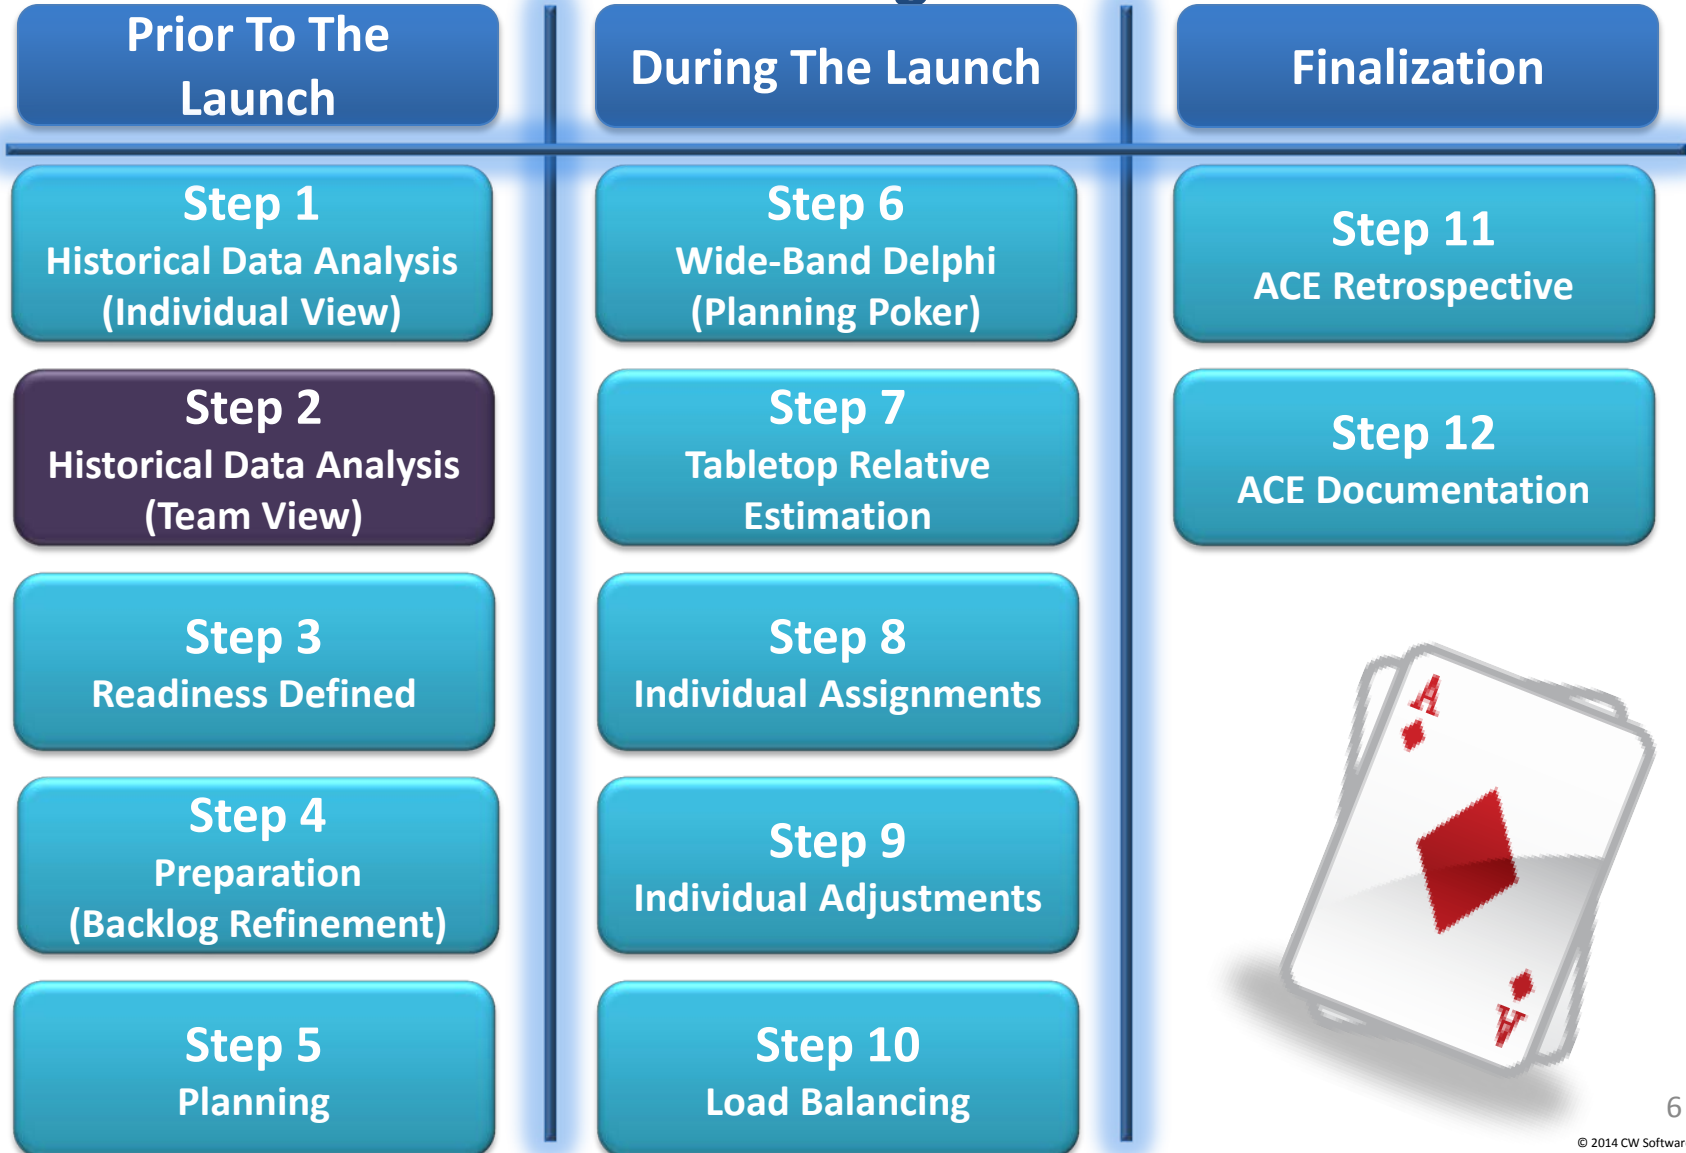 Prior To The
Launch
During The Launch
Finalization
Step 1
Historical Data Analysis
(Individual View)
Step 2
Historical Data Analysis
(Team View)
Step 3
Readiness Defined
Step 4
Preparation
(Backlog Refinement)
Step 5
Planning
Step 6
Wide-Band Delphi
(Planning Poker)
Step 7
Tabletop Relative
Estimation
Step 8
Individual Assignments
Step 9
Individual Adjustments
Step 10
Load Balancing
Step 11
ACE Retrospective
Step 12
ACE Documentation
A
A
6
© 2014 CW Softwar